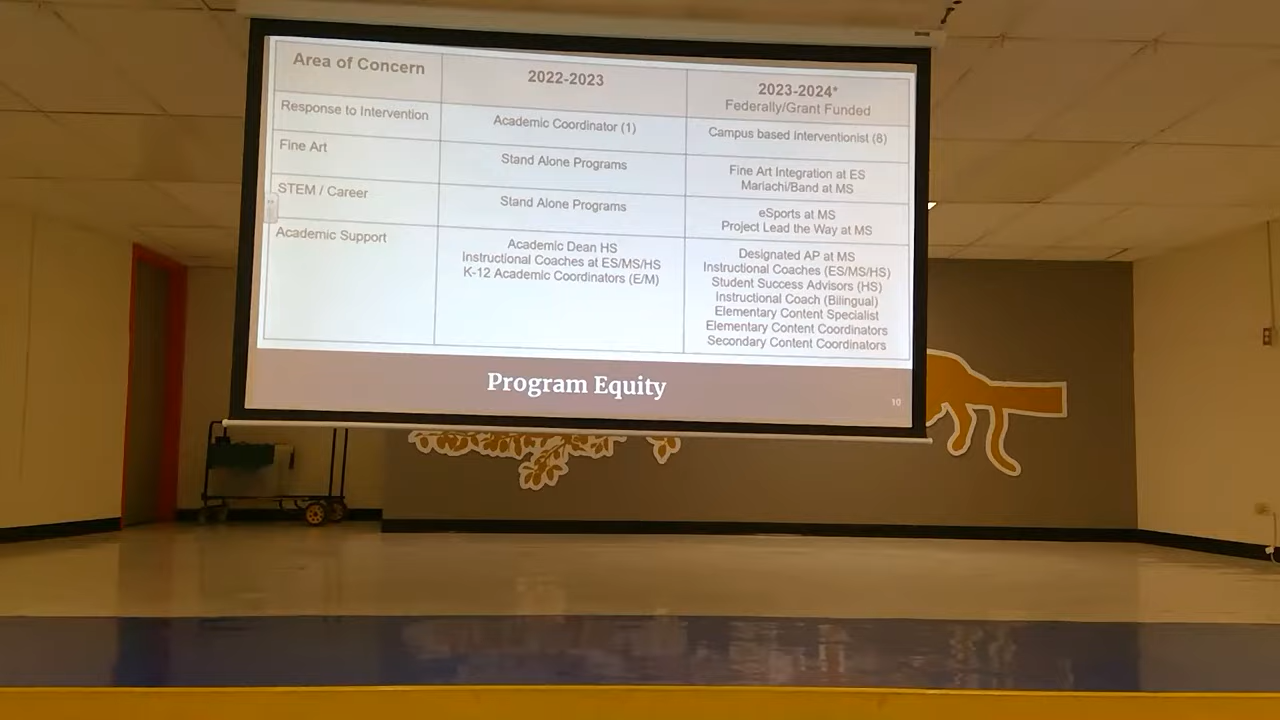 Area of Concern
2022-2023
2023-2024*
Federally/Grant Funded
Response to Intervention
Academic Coordinator (1)
Campus based Interventionist (8)
Fine Art
Stand Alone Programs
Fine Art Integration at ES
Mariachi/Band at MS
STEM / Career
Stand Alone Programs
eSports at MS
Project Lead the Way at MS
Academic Support
Academic Dean HS
Instructional Coaches at ES/MS/HS
K-12 Academic Coordinators (E/M)
Designated AP at MS
Instructional Coaches (ES/MS/HS)
Student Success Advisors (HS)
Instructional Coach (Bilingual)
Elementary Content Specialist
Elementary Content Coordinators
Secondary Content Coordinators
Program Equity
10